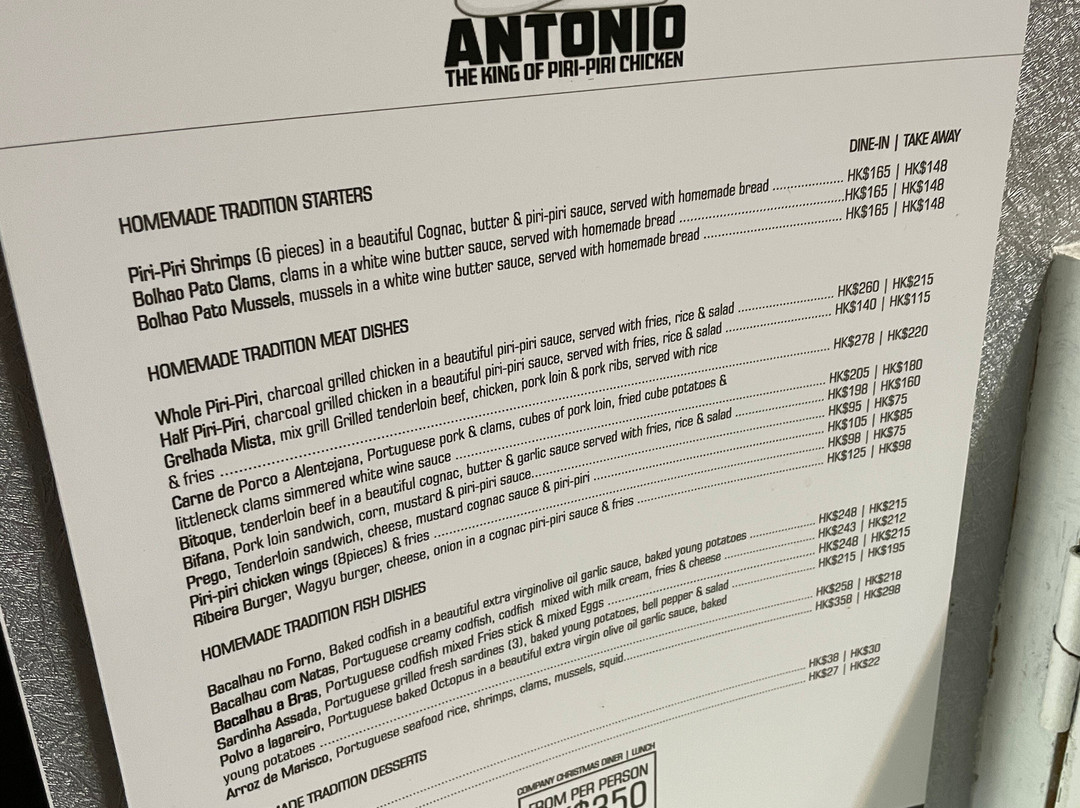 ANTONIO
THE KING OF PIRI-PIRI CHICKEN
DINE-IN | TAKE AWAY
HOMEMADE TRADITION STARTERS
Piri-Piri Shrimps (6 pieces) in a beautiful Cognac, butter & piri-piri sauce, served with homemade bread .................. HK$165 | HK$148
Bolhao Pato Clams, clams in a white wine butter sauce, served with homemade bread ..................HK$165 | HK$148
Bolhao Pato Mussels, mussels in a white wine butter sauce, served with homemade bread .................. HK$165 | HK$148
HOMEMADE TRADITION MEAT DISHES
Whole Piri-Piri, charcoal grilled chicken in a beautiful piri-piri sauce, served with fries, rice & salad .................. HK$260 | HK$215
Half Piri-Piri, charcoal grilled chicken in a beautiful piri-piri sauce, served with fries, rice & salad .................. HK$140 | HK$115
Grelhada Mista, mix grill Grilled tenderloin beef, chicken, pork loin & pork ribs, served with rice
& fries .................. HK$278 | HK$220
Carne de Porco a Alentejana, Portuguese pork & clams, cubes of pork loin, fried cube potatoes &
littleneck clams simmered white wine sauce .................. HK$205 | HK$180
Bitoque, tenderloin beef in a beautiful cognac, butter & garlic sauce served with fries, rice & salad .................. HK$198 | HK$160
Bifana, Pork loin sandwich, corn, mustard & piri-piri sauce.................. HK$95 | HK$75
Prego, Tenderloin sandwich, cheese, mustard cognac sauce & piri-piri .................. HK$105 | HK$85
Piri-piri chicken wings (8pieces) & fries .................. HK$98 | HK$75
Ribeira Burger, Wagyu burger, cheese, onion in a cognac piri-piri sauce & fries .................. HK$125 | HK$98
HOMEMADE TRADITION FISH DISHES
Bacalhau no Forno, Baked codfish in a beautiful extra virginolive oil garlic sauce, baked young potatoes .................. HK$248 | HK$215
Bacalhau com Natas, Portuguese creamy codfish, codfish mixed with milk cream, fries & cheese .................. HK$243 | HK$212
Bacalhau a Bras, Portuguese codfish mixed Fries stick & mixed Eggs .................. HK$248 | HK$215
Sardinha Assada, Portuguese grilled fresh sardines (3), baked young potatoes, bell pepper & salad .................. HK$215 | HK$195
Polvo a lagareiro, Portuguese baked Octopus in a beautiful extra virgin olive oil garlic sauce, baked
young potatoes .................. HK$258 | HK$218
Arroz de Marisco, Portuguese seafood rice, shrimps, clams, mussels, squid.................. HK$358 | HK$298
ADE TRADITION DESSERTS
HK$38 | HK$30
HK$27 | HK$22
COMPANY CHRISTMAS DINER | LUNCH
FROM PER PERSON
$350